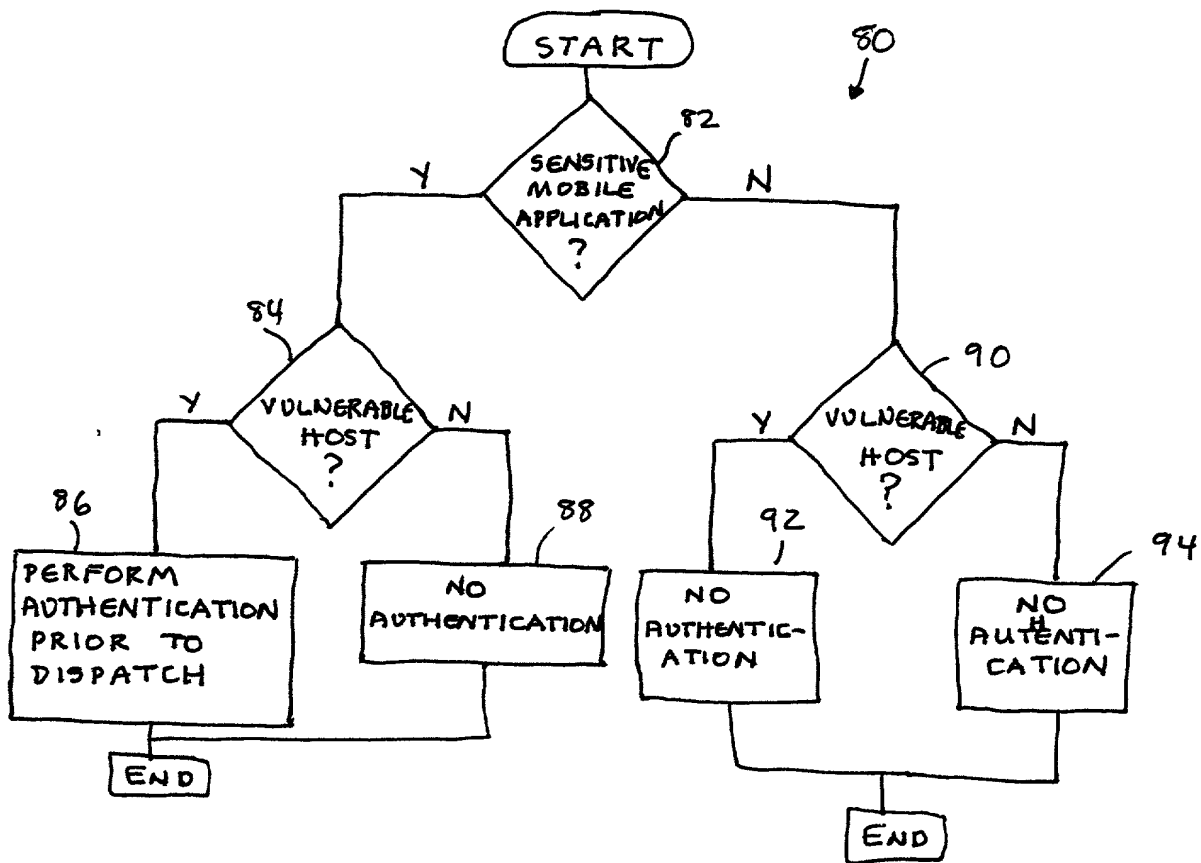 START
80
82
SENSITIVE
MOBILE
APPLICATION
?
Y
N
84
VULNERABLE
HOST
?
Y
N
90
VULNERABLE
HOST
?
Y
N
86
PERFORM
AUTHENTICATION
PRIOR TO
DISPATCH
88
NO
AUTHENTICATION
92
NO
AUTHENTIC-
ATION
94
NO
H
AUTENTI-
CATION
END
END